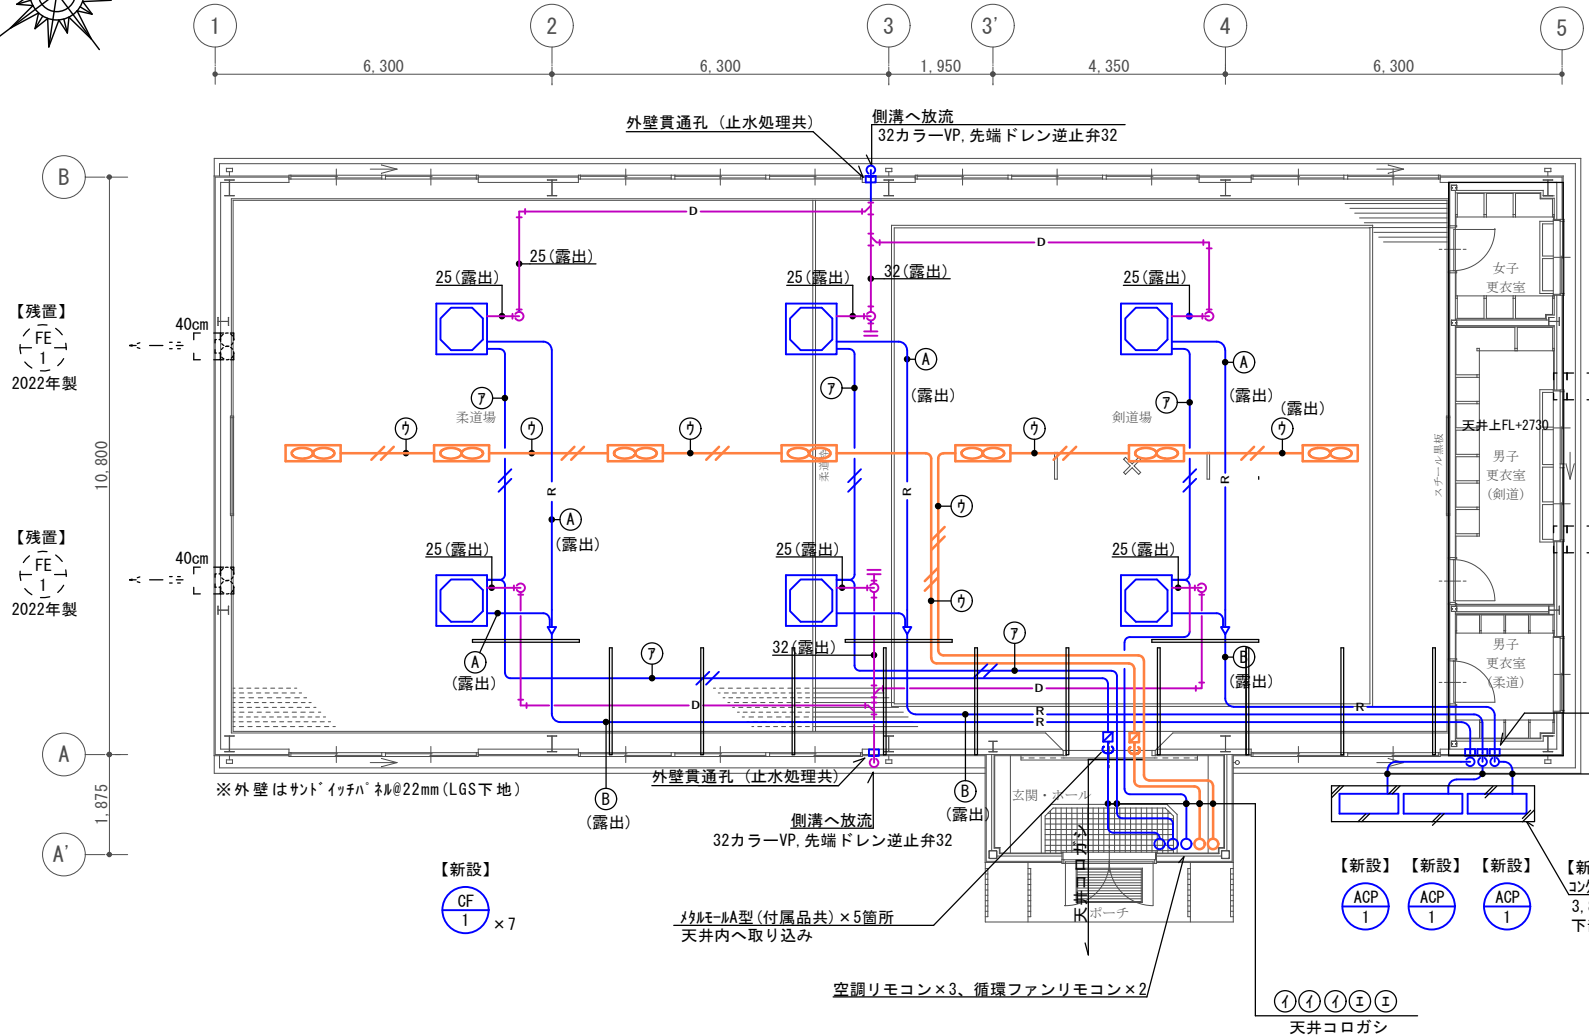 1
2
3
3'
4
5
6,300
6,300
1,950
4,350
6,300
外壁貫通孔 (止水処理共)
側溝へ放流
32カラーVP,先端ドレン逆止弁32
B
D
D
25(露出)
25(露出)
25(露出)
32(露出)
25(露出)
女子
更衣室
【残置】
FE
1
2022年製
40cm
A
(露出)
A
(露出)
ア
ア
ア
柔道場
剣道場
(露出)
ウ
ウ
ウ
ウ
ウ
天井上FL+2730
男子
更衣室
(剣道)
スチール黒板
10,800
R
R
R
ウ
A
(露出)
【残置】
FE
1
2022年製
40cm
25(露出)
25(露出)
25(露出)
ウ
ア
ア
A
(露出)
32(露出)
B
(露出)
男子
更衣室
(柔道)
D
D
R
R
R
A
外壁貫通孔 (止水処理共)
※外壁はサンドイッチパネル@22mm(LGS下地)
B
(露出)
B
(露出)
玄関・ホール
1,875
側溝へ放流
32カラーVP,先端ドレン逆止弁32
A'
天井コロガシ
ポーチ
【新設】
CF
1
×7
【新設】
ACP
1
【新設】
ACP
1
【新設】
ACP
1
【新
3,
メタルモールA型(付属品共)×5箇所
天井内へ取り込み
空調リモコン×3、循環ファンリモコン×2
イイイエエ
天井コロガシ